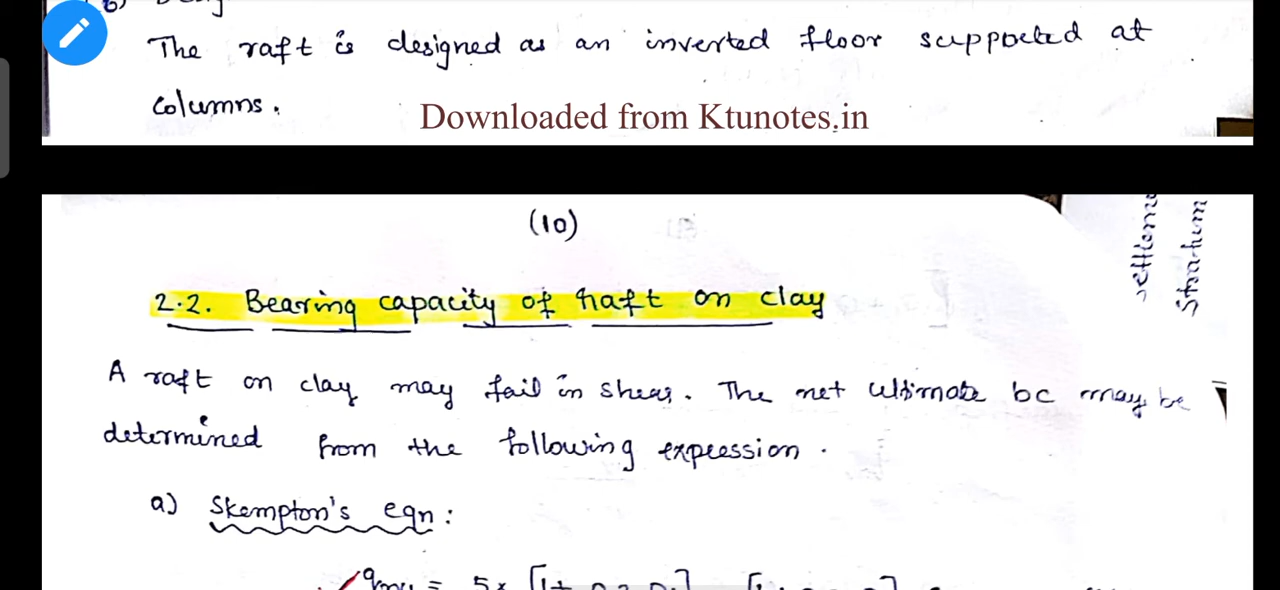 The raft is designed as an inverted floor supported at
columns.
Downloaded from Ktunotes.in
(10)
settleme
Stratum
2.2. Bearing capacity of raft on clay
A raft on clay may fail in shear. The net ultimate bc may be
determined from the following expression.
a) Skempton's eqn: